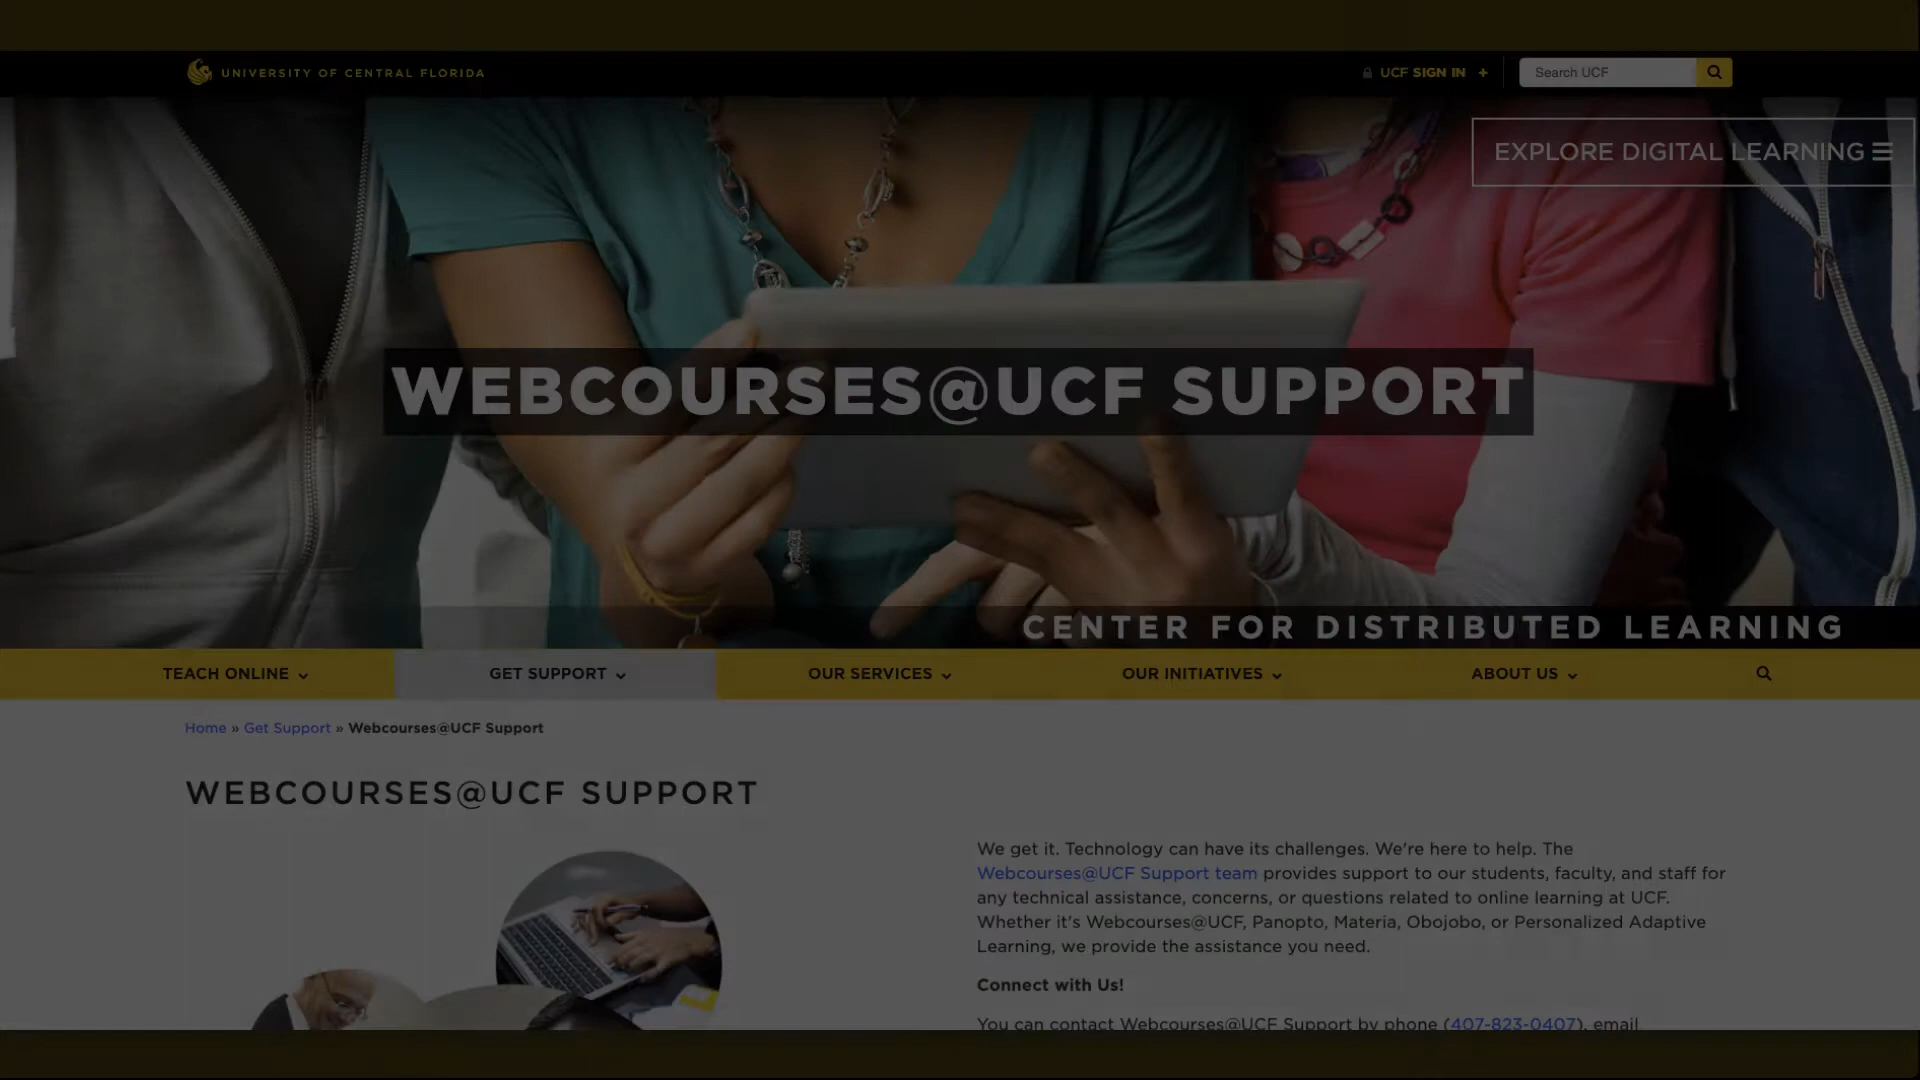 UNIVERSITY OF CENTRAL FLORIDA
UCF SIGN IN +
Search UCF
EXPLORE DIGITAL LEARNING
WEBCOURSES@UCF SUPPORT
CENTER FOR DISTRIBUTED LEARNING
TEACH ONLINE
GET SUPPORT
OUR SERVICES
OUR INITIATIVES
ABOUT US
Home » Get Support » Webcourses@UCF Support
WEBCOURSES@UCF SUPPORT
We get it. Technology can have its challenges. We're here to help. The
Webcourses@UCF Support team provides support to our students, faculty, and staff for
any technical assistance, concerns, or questions related to online learning at UCF.
Whether it's Webcourses@UCF, Panopto, Materia, Obojobo, or Personalized Adaptive
Learning, we provide the assistance you need.
Connect with Us!
You can contact Webcourses@UCF Support by phone (407-823-0407), email